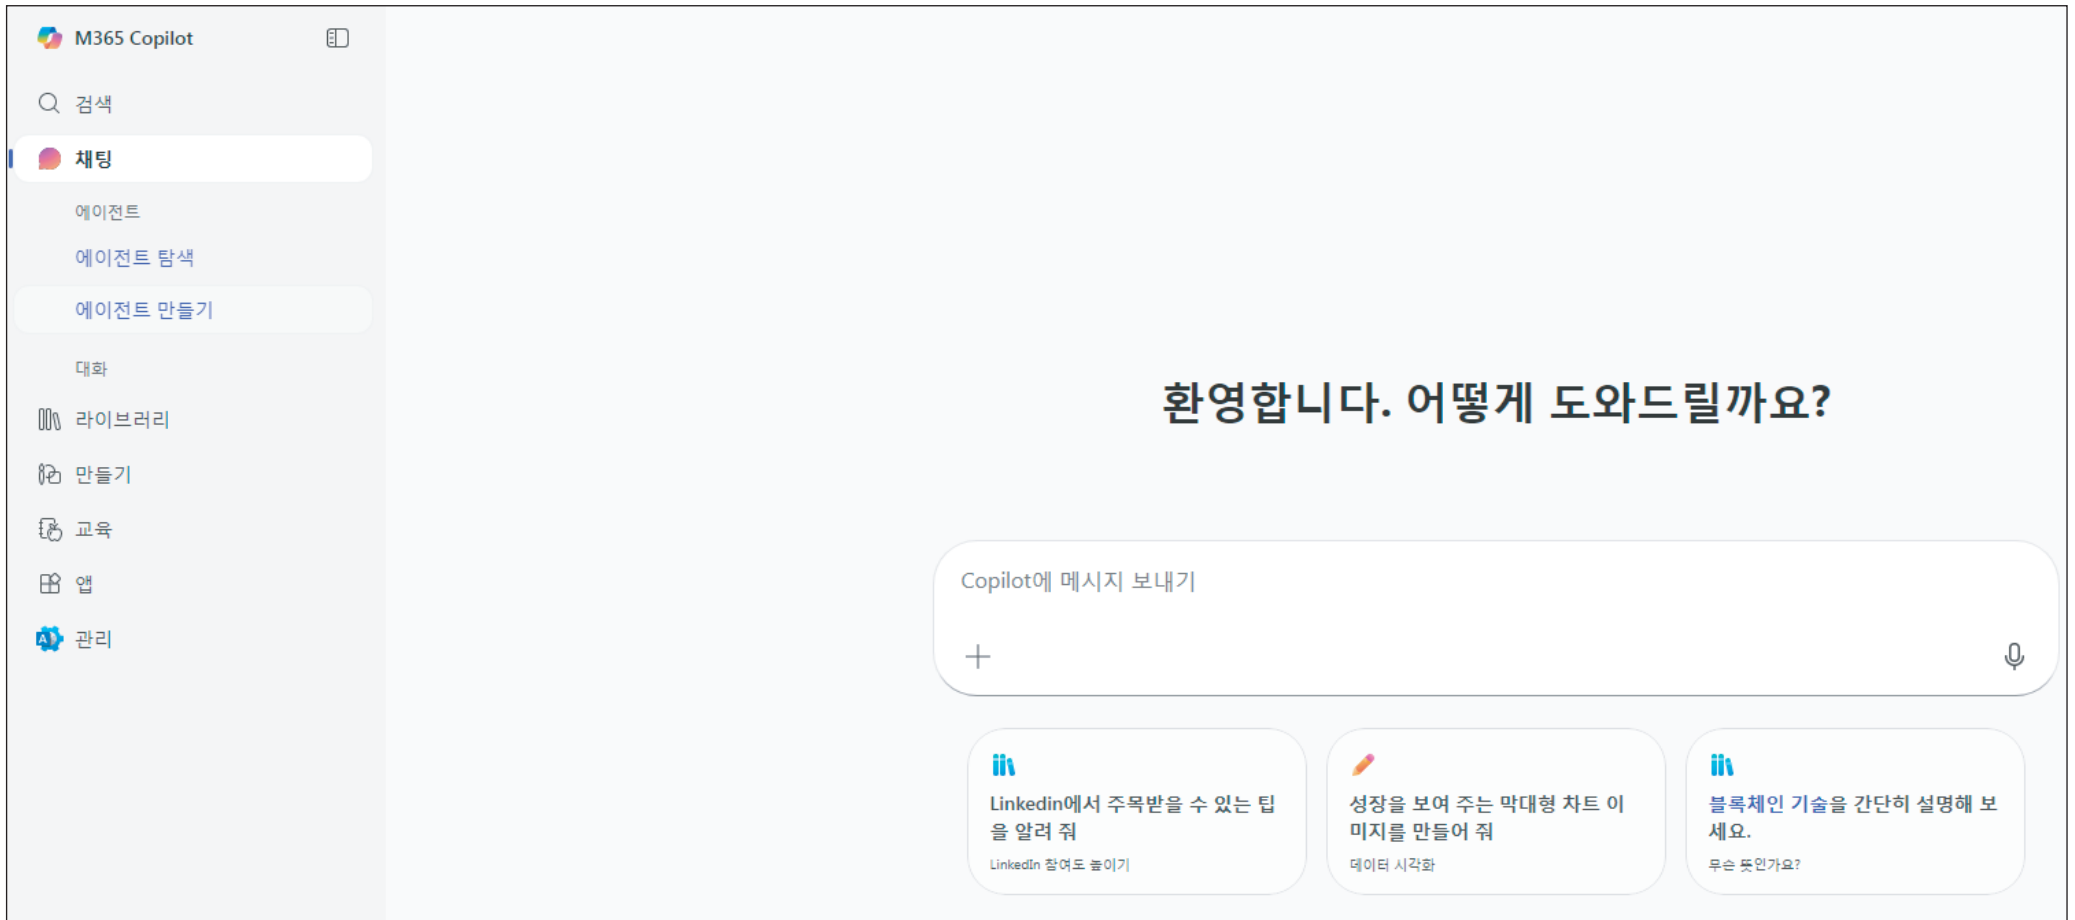 M365 Copilot
검색
채팅
에이전트
에이전트 탐색
에이전트 만들기
대화
라이브러리
만들기
교육
앱
관리
환영합니다. 어떻게 도와드릴까요?
Copilot에 메시지 보내기
Linkedin에서 주목받을 수 있는 팁
을 알려 줘
LinkedIn 참여도 높이기
성장을 보여 주는 막대형 차트 이
미지를 만들어 줘
데이터 시각화
블록체인 기술을 간단히 설명해 보
세요.
무슨 뜻인가요?